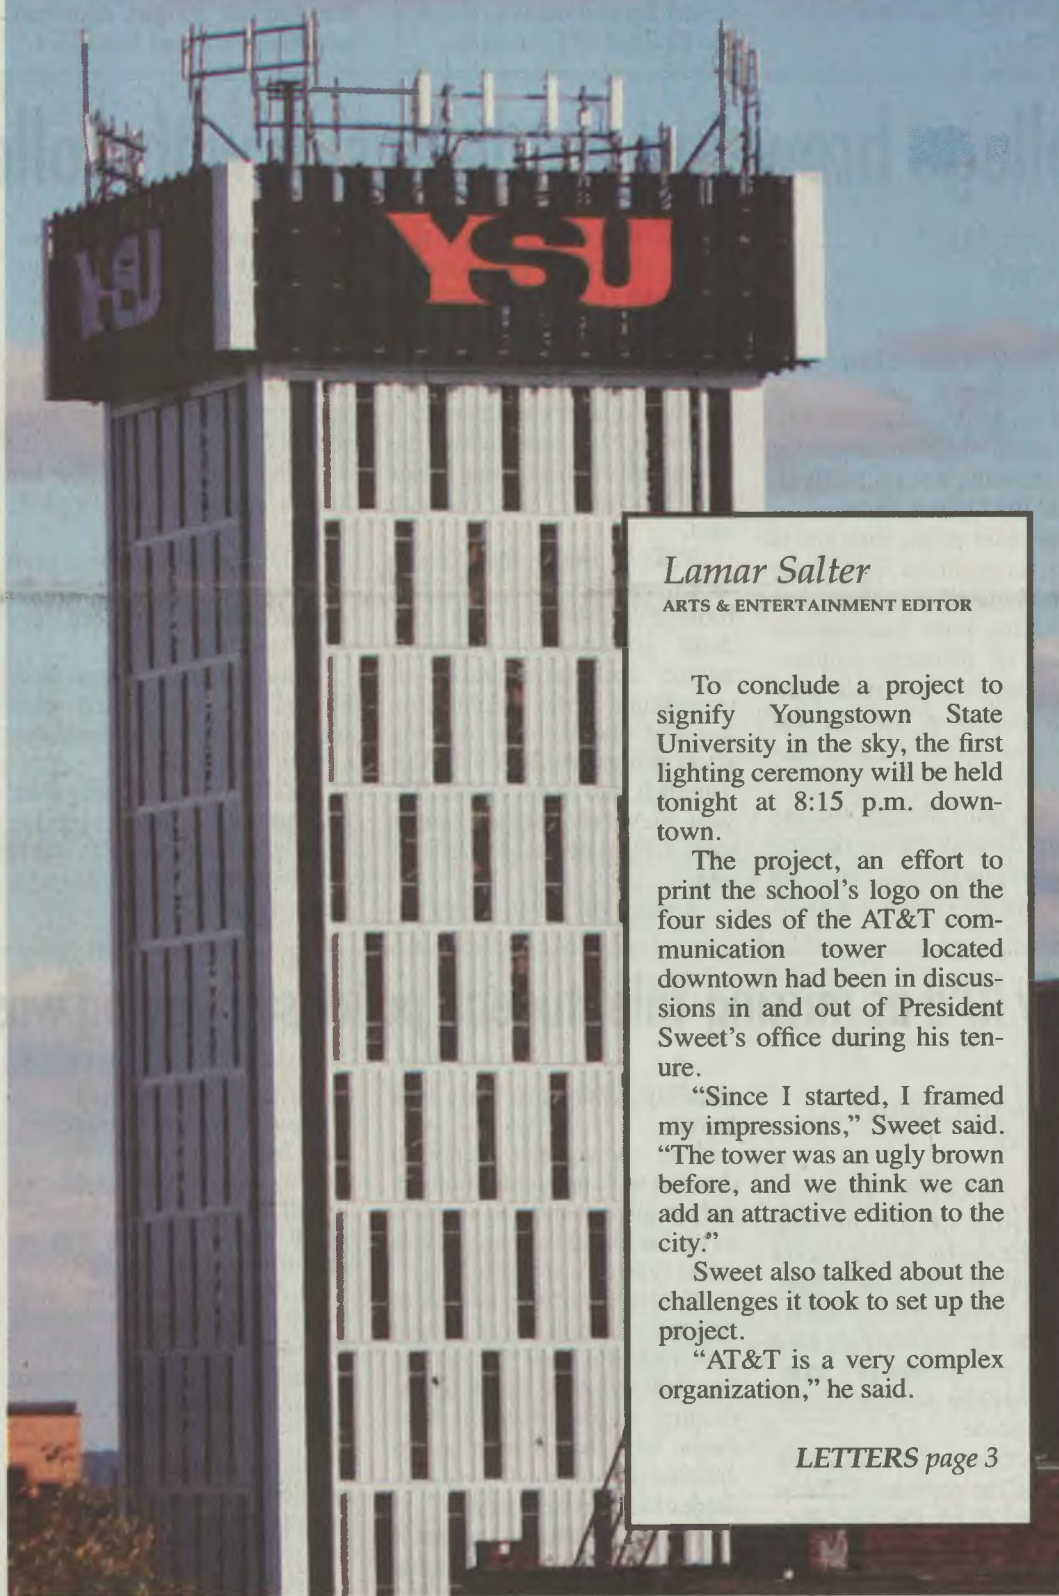 YSU
YSU
Lamar Salter
ARTS & ENTERTAINMENT EDITOR
To conclude a project to
signify Youngstown State
University in the sky, the first
lighting ceremony will be held
tonight at 8:15 p.m. down-
town.
The project, an effort to
print the school's logo on the
four sides of the AT&T com-
munication tower located
downtown had been in discus-
sions in and out of President
Sweet's office during his ten-
ure.
“Since I started, I framed
my impressions,” Sweet said.
“The tower was an ugly brown
before, and we think we can
add an attractive edition to the
city.”
Sweet also talked about the
challenges it took to set up the
project.
“AT&T is a very complex
organization,” he said.
LETTERS page 3